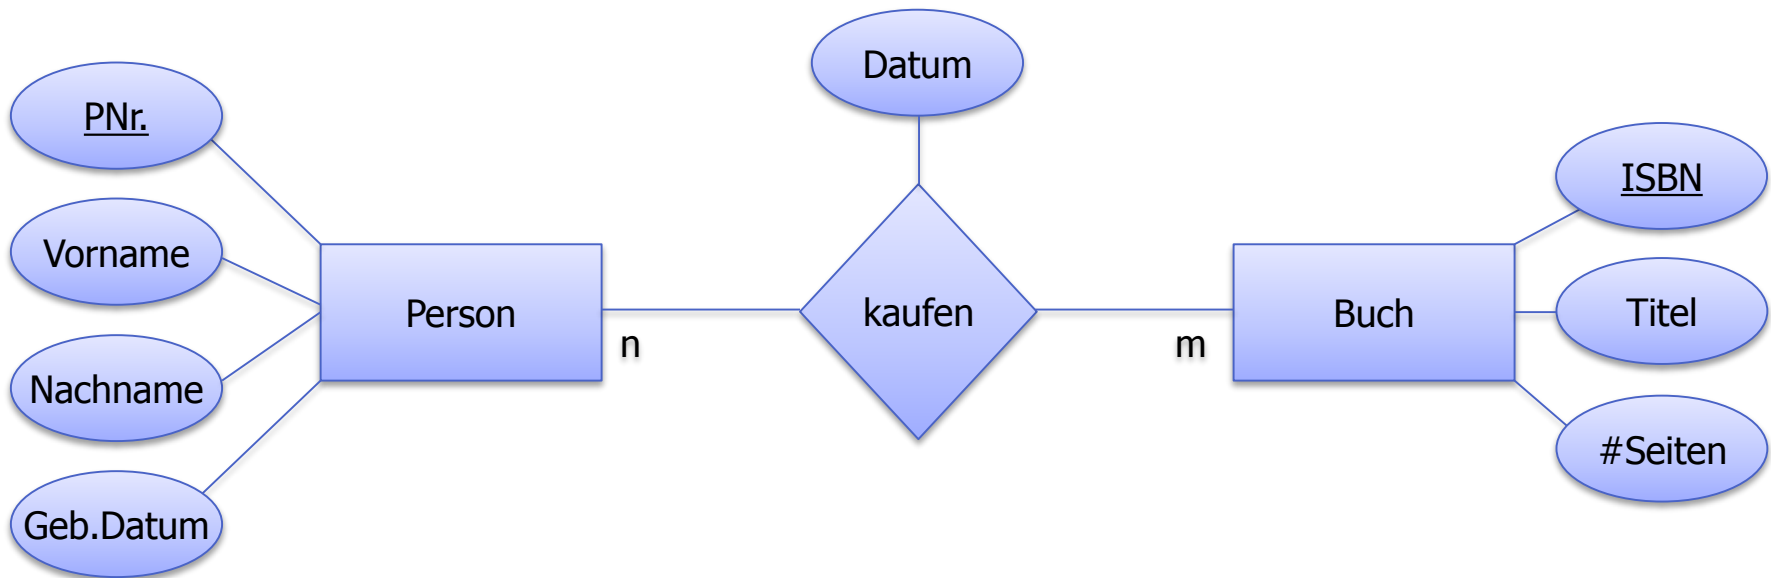 Datum
PNr.
ISBN
Vorname
Person
kaufen
Buch
Titel
n
m
Nachname
#Seiten
Geb.Datum